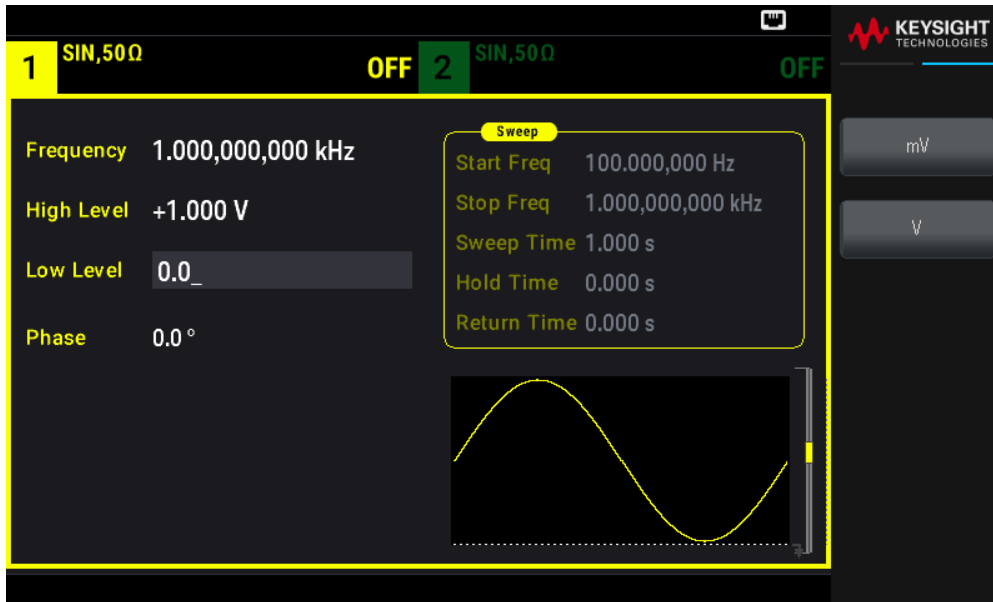 KEYSIGHT
TECHNOLOGIES
1 SIN,50Ω OFF
2 SIN,50Ω OFF
Frequency 1.000,000,000 kHz
High Level +1.000 V
Low Level 0.0_
Phase 0.0 °
Sweep
Start Freq 100.000,000 Hz
Stop Freq 1.000,000,000 kHz
Sweep Time 1.000 s
Hold Time 0.000 s
Return Time 0.000 s
mV
V